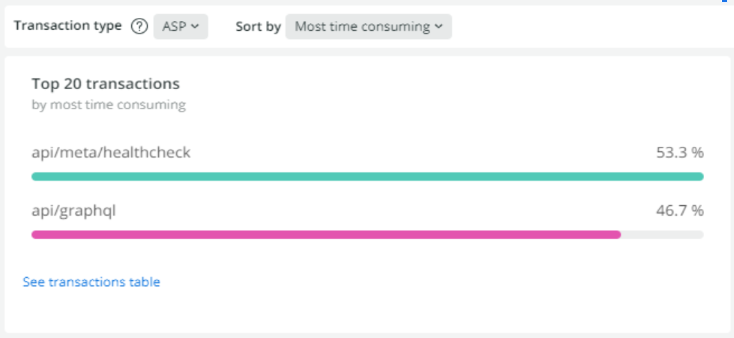 Transaction type ? ASP Sort by Most time consuming
Top 20 transactions
by most time consuming
api/meta/healthcheck 53.3 %
api/graphql 46.7 %
See transactions table